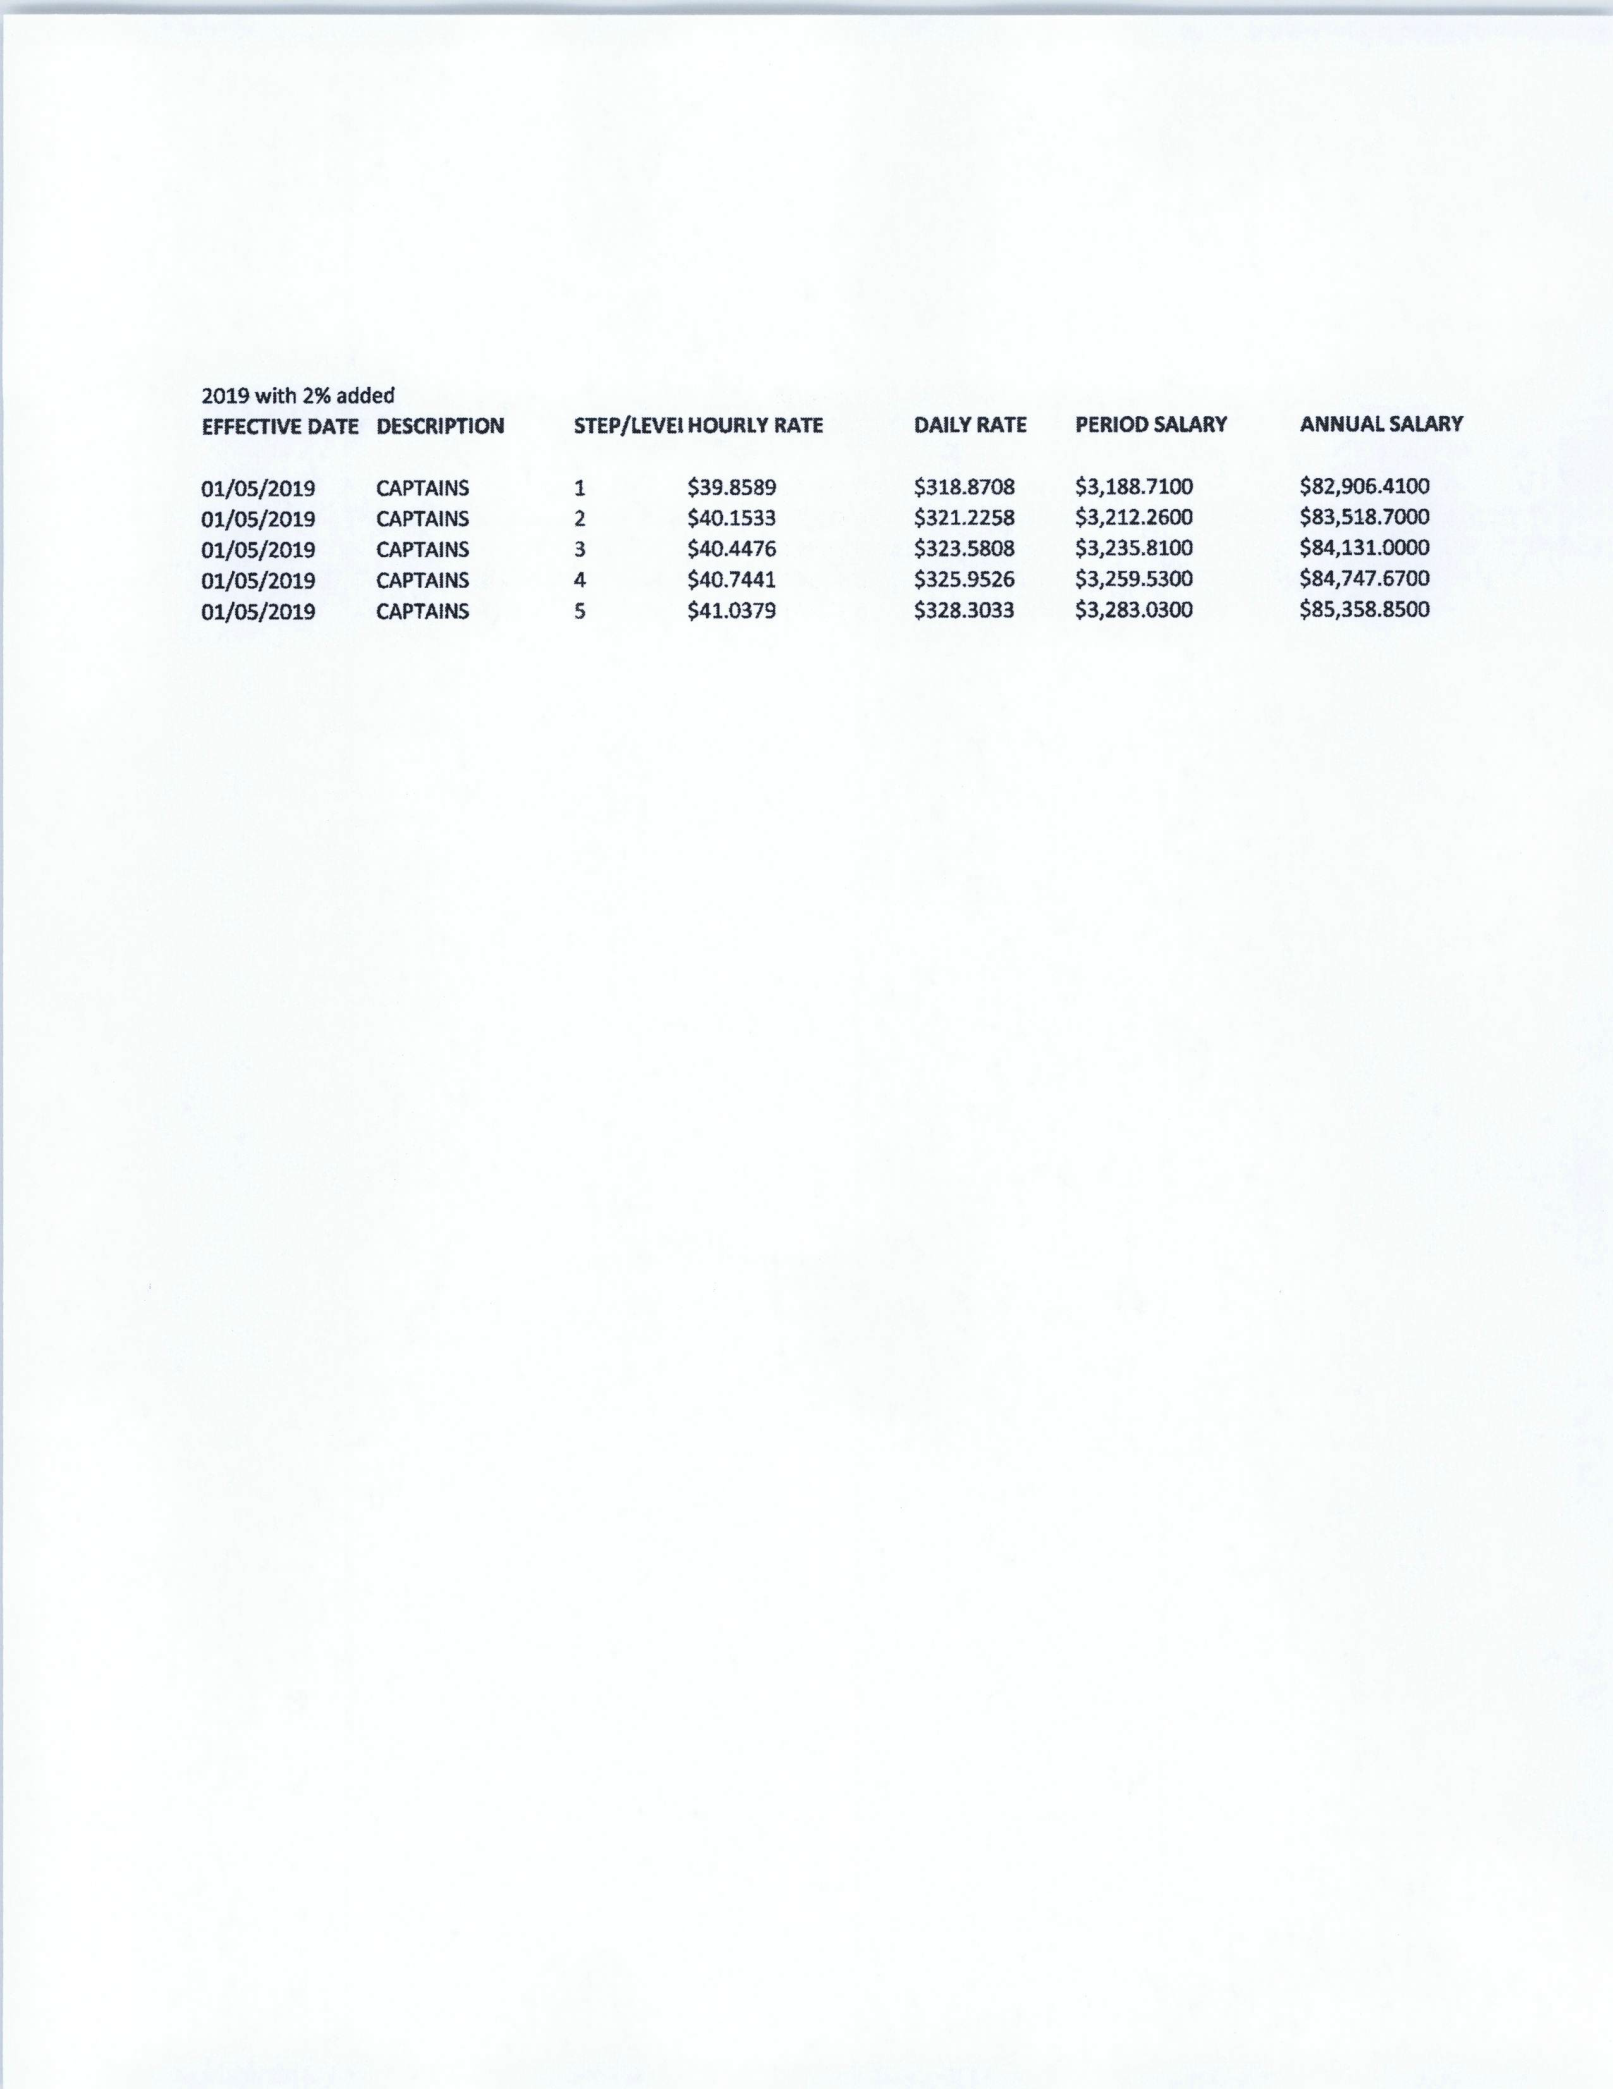 2019 with 2% added
EFFECTIVE DATE DESCRIPTION STEP/LEVEL HOURLY RATE DAILY RATE PERIOD SALARY ANNUAL SALARY
01/05/2019 CAPTAINS 1 $39.8589 $318.8708 $3,188.7100 $82,906.4100
01/05/2019 CAPTAINS 2 $40.1533 $321.2258 $3,212.2600 $83,518.7000
01/05/2019 CAPTAINS 3 $40.4476 $323.5808 $3,235.8100 $84,131.0000
01/05/2019 CAPTAINS 4 $40.7441 $325.9526 $3,259.5300 $84,747.6700
01/05/2019 CAPTAINS 5 $41.0379 $328.3033 $3,283.0300 $85,358.8500